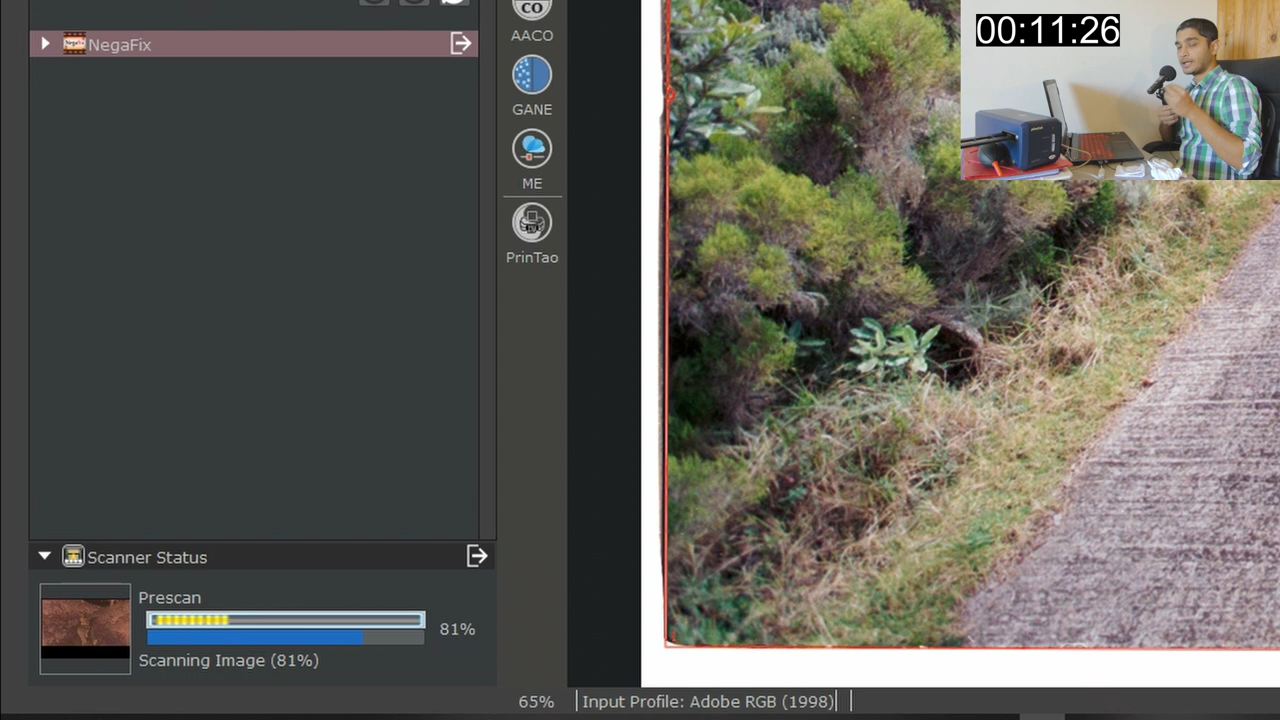 CO
AACO
NegaFix
GANE
ME
PrinTao
00:11:26
Scanner Status
Prescan
81%
Scanning Image (81%)
65%
Input Profile: Adobe RGB (1998)